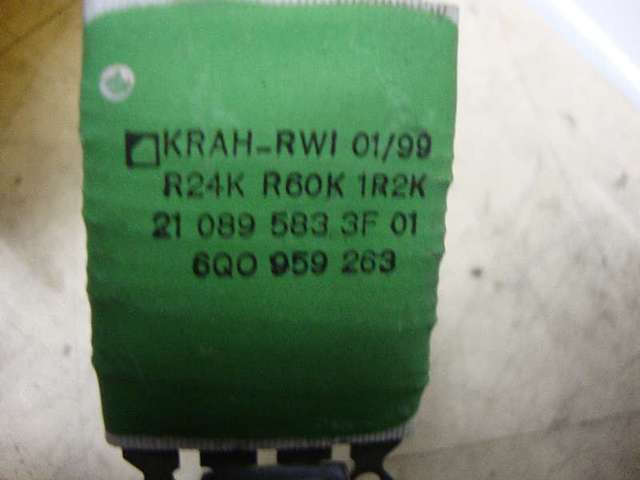 KRAH-RWI 01/99
R24K R60K 1R2K
21 089 583 3F 01
6Q0 959 263